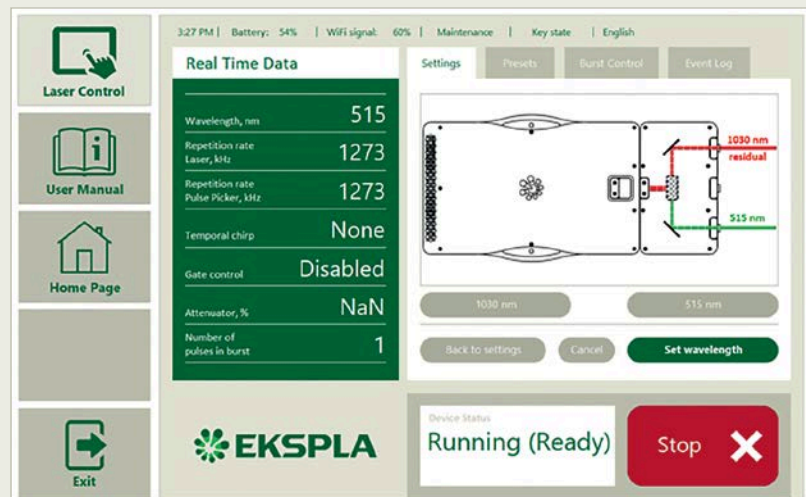 3:27 PM | Battery: 54% | WiFi signal: 60% | Maintenance | Key state | English
Laser Control
User Manual
Home Page
Exit
Real Time Data
Wavelength, nm 515
Repetition rate
Laser, kHz 1273
Repetition rate
Pulse Picker, kHz 1273
Temporal chirp None
Gate control Disabled
Attenuator, % NaN
Number of
pulses in burst 1
Settings Presets Burst Control Event Log
1030 nm
residual
515 nm
1030 nm 515 nm
Back to settings Cancel Set wavelength
EKSPLA
Device Status
Running (Ready)
Stop